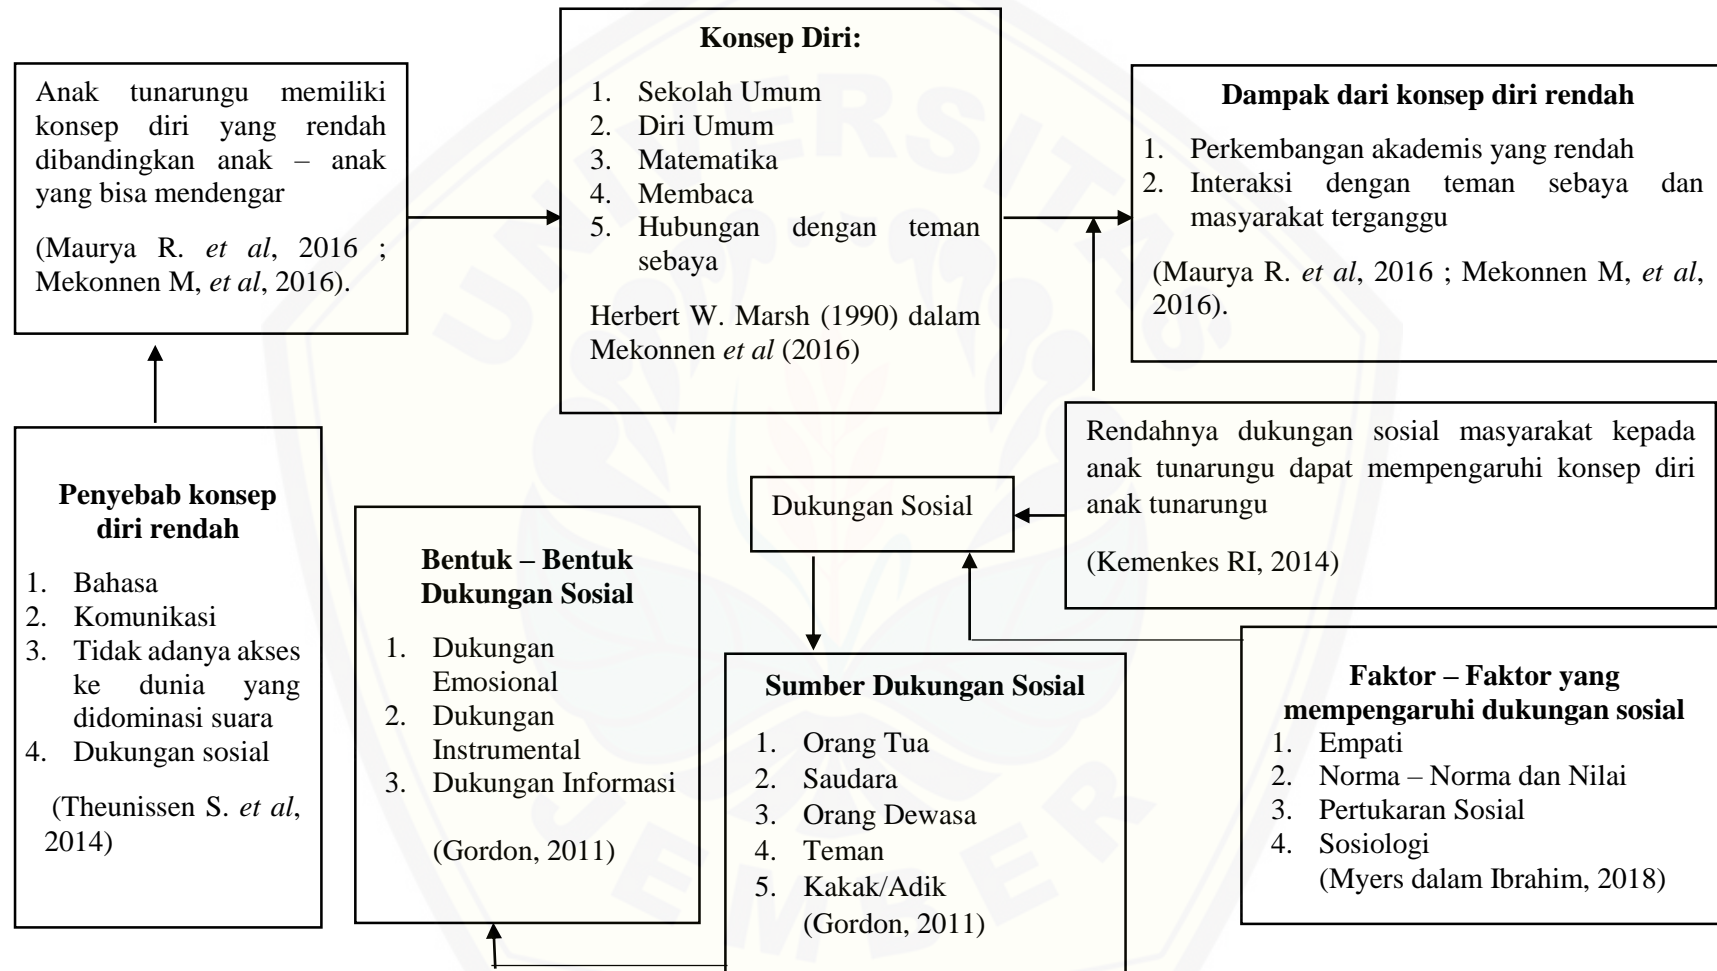 Konsep Diri:
1. Sekolah Umum
2. Diri Umum
3. Matematika
4. Membaca
5. Hubungan dengan teman
sebaya
Herbert W. Marsh (1990) dalam
Mekonnen et al (2016)
Anak tunarungu memiliki
konsep diri yang rendah
dibandingkan anak – anak
yang bisa mendengar
(Maurya R. et al, 2016 ;
Mekonnen M, et al, 2016).
Dampak dari konsep diri rendah
1. Perkembangan akademis yang rendah
2. Interaksi dengan teman sebaya dan
masyarakat terganggu
(Maurya R. et al, 2016 ; Mekonnen M, et al,
2016).
Penyebab konsep
diri rendah
1. Bahasa
2. Komunikasi
3. Tidak adanya akses
ke dunia yang
didominasi suara
4. Dukungan sosial
(Theunissen S. et al,
2014)
Bentuk – Bentuk
Dukungan Sosial
1. Dukungan
Emosional
2. Dukungan
Instrumental
3. Dukungan Informasi
(Gordon, 2011)
Dukungan Sosial
Rendahnya dukungan sosial masyarakat kepada
anak tunarungu dapat mempengaruhi konsep diri
anak tunarungu
(Kemenkes RI, 2014)
Sumber Dukungan Sosial
1. Orang Tua
2. Saudara
3. Orang Dewasa
4. Teman
5. Kakak/Adik
(Gordon, 2011)
Faktor – Faktor yang
mempengaruhi dukungan sosial
1. Empati
2. Norma – Norma dan Nilai
3. Pertukaran Sosial
4. Sosiologi
(Myers dalam Ibrahim, 2018)
UNIVERSITAS
JEMBER